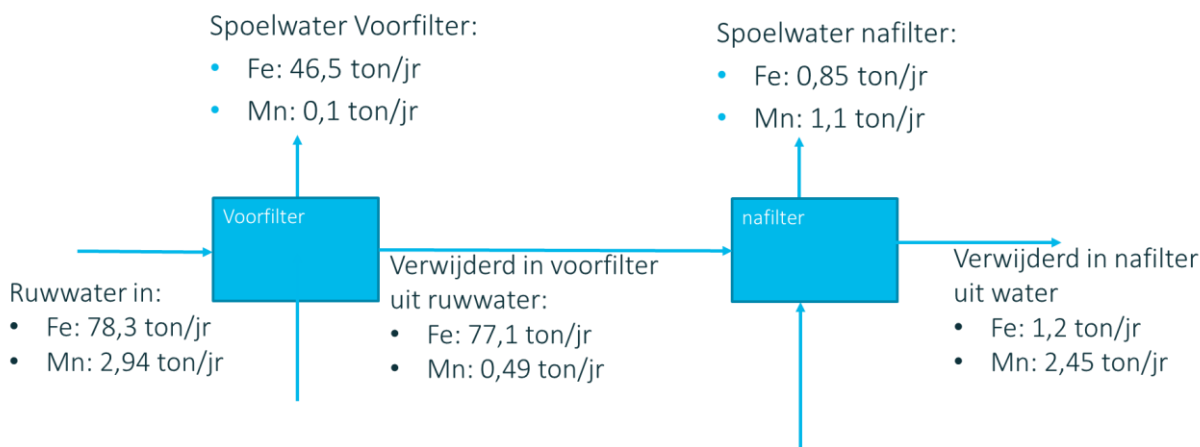 Spoelwater Voorfilter:
• Fe: 46,5 ton/jr
• Mn: 0,1 ton/jr
Spoelwater nafilter:
• Fe: 0,85 ton/jr
• Mn: 1,1 ton/jr
Voorfilter
nafilter
Ruwwater in:
• Fe: 78,3 ton/jr
• Mn: 2,94 ton/jr
Verwijderd in voorfilter
uit ruwwater:
• Fe: 77,1 ton/jr
• Mn: 0,49 ton/jr
Verwijderd in nafilter
uit water
• Fe: 1,2 ton/jr
• Mn: 2,45 ton/jr